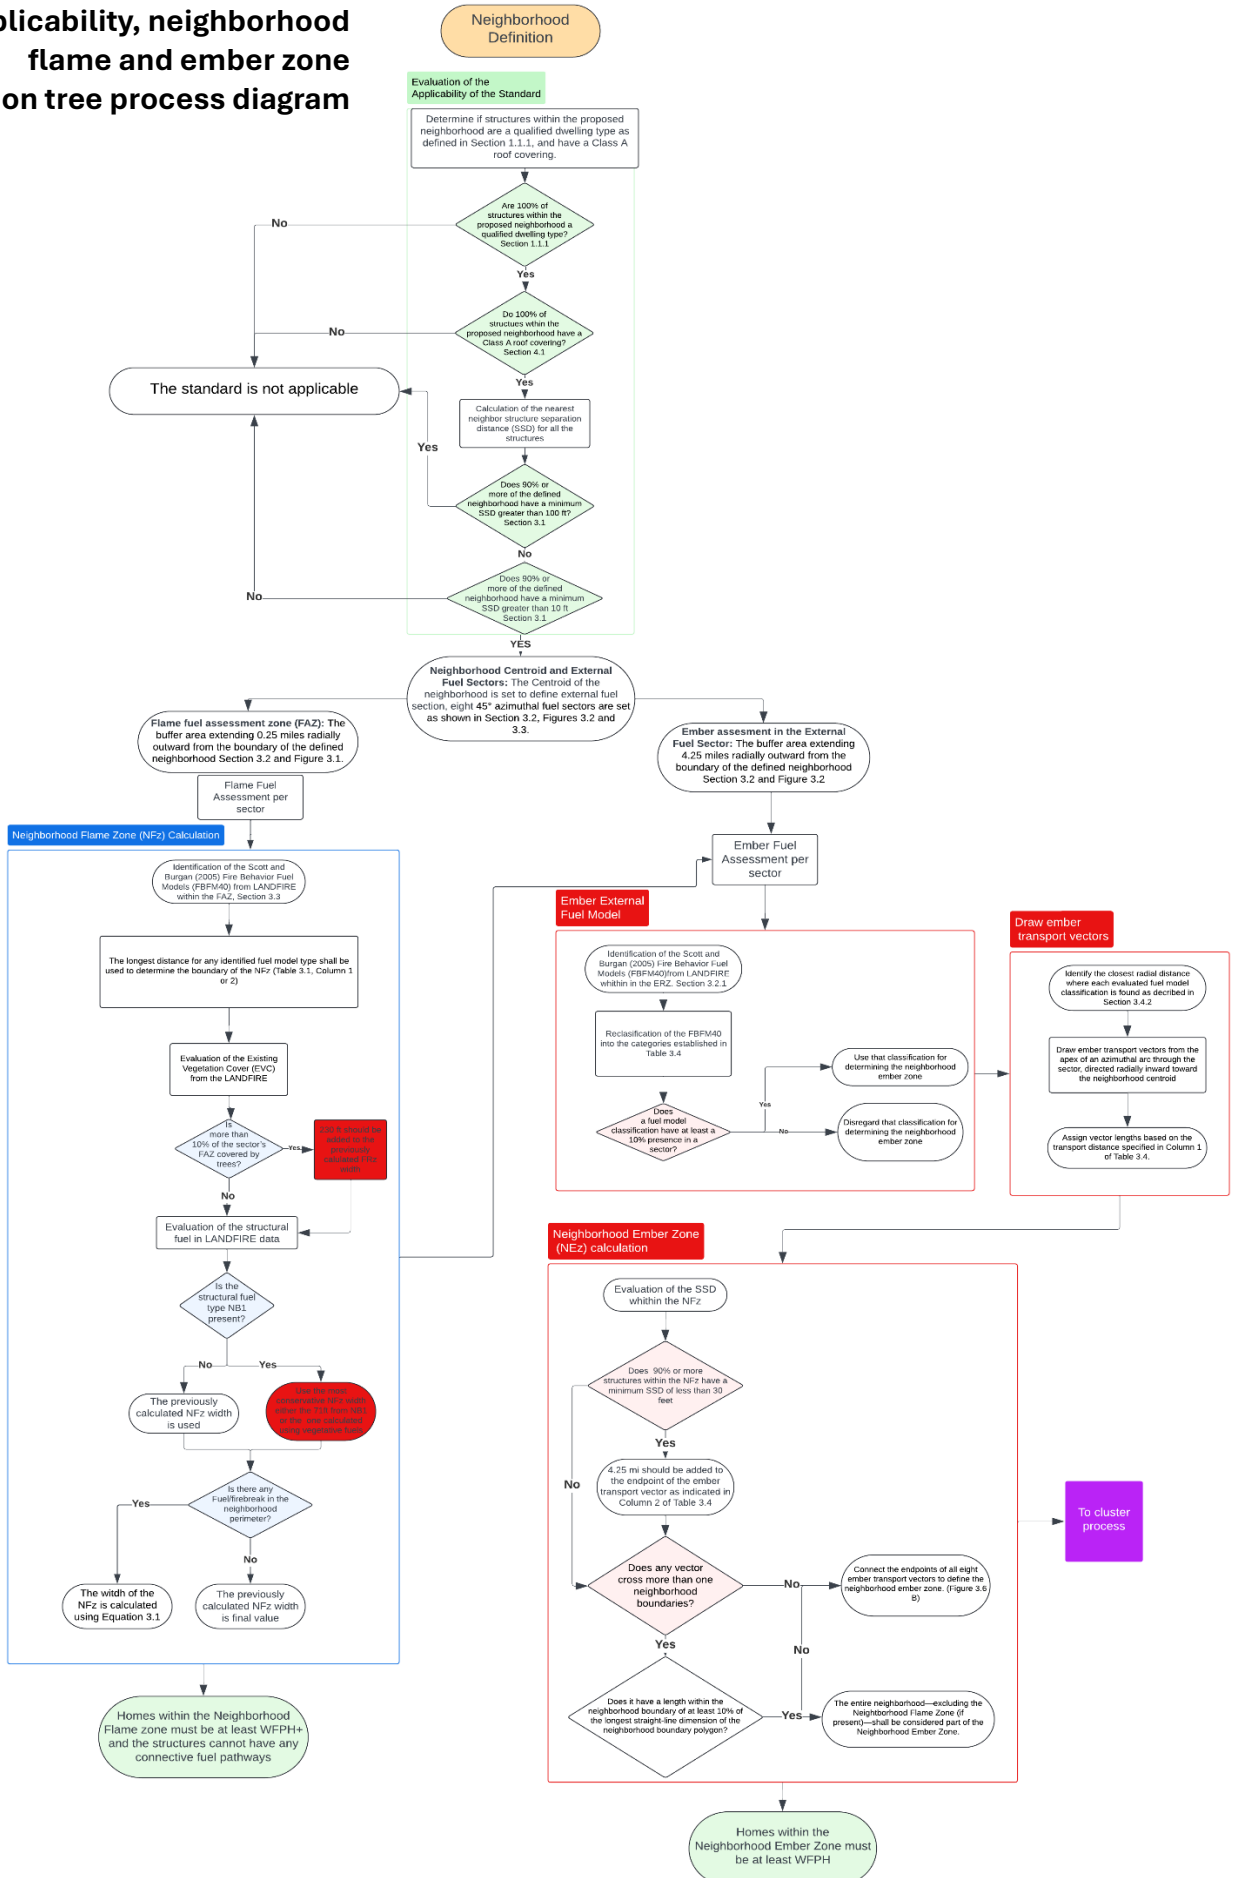 plicability, neighborhood
flame and ember zone
on tree process diagram
Neighborhood
Definition
Evaluation of the
Applicability of the Standard
Determine if structures within the proposed
neighborhood are a qualified dwelling type as
defined in Section 1.1.1, and have a Class A
roof covering.
Are 100% of
structures within the
proposed neighborhood a
qualified dwelling type?
Section 1.1.1
No
Yes
Do 100% of
structues wthin the
proposed neighborhood have a
Class A roof covering?
Section 4.1
No
Yes
The standard is not applicable
Calculation of the nearest
neighbor structure separation
distance (SSD) for all the
structures
Yes
Does 90% or
more of the defined
neighborhood have a minimum
SSD greater than 100 ft?
Section 3.1
No
Does 90% or
more of the defined
neighborhood have a minimum
SSD greater than 10 ft
Section 3.1
No
YES
Neighborhood Centroid and External
Fuel Sectors: The Centroid of the
neighborhood is set to define external fuel
section, eight 45° azimuthal fuel sectors are set
as shown in Section 3.2, Figures 3.2 and
3.3.
Flame fuel assessment zone (FAZ): The
buffer area extending 0.25 miles radially
outward from the boundary of the defined
neighborhood Section 3.2 and Figure 3.1.
Ember assesment in the External
Fuel Sector: The buffer area extending
4.25 miles radially outward from the
boundary of the defined neighborhood
Section 3.2 and Figure 3.2
Flame Fuel
Assessment per
sector
Neighborhood Flame Zone (NFz) Calculation
Identification of the Scott and
Burgan (2005) Fire Behavior Fuel
Models (FBFM40) from LANDFIRE
within the FAZ, Section 3.3
The longest distance for any identified fuel model type shall be
used to determine the boundary of the NFz (Table 3.1, Column 1
or 2)
Evaluation of the Existing
Vegetation Cover (EVC)
from the LANDFIRE
Is
more than
10% of the sector's
FAZ covered by
trees?
Yes
ft should be
added to the
previously
width
No
Evaluation of the structural
fuel in LANDFIRE data
Is the
structural fuel
type NB1
present?
No
Yes
The previously
calculated NFz width
is used
Use the most
conservative NFz width
either the from NB1
or the one calculated
using vegetative fuels
Is there any
Fuel/firebreak in the
neighborhood
perimeter?
Yes
No
The witdh of the
NFz is calculated
using Equation 3.1
The previously
calculated NFz width
is final value
Homes within the Neighborhood
Flame zone must be at least WFPH+
and the structures cannot have any
connective fuel pathways
Ember Fuel
Assessment per
sector
Ember External
Fuel Model
Identification of the Scott and
Burgan (2005) Fire Behavior Fuel
Models (FBFM40)from LANDFIRE
whithin in the ERZ. Section 3.2.1
Reclasification of the FBFM40
into the categories established in
Table 3.4
Does
a fuel model
classification have at least a
10% presence in a
sector?
Yes
No
Use that classification for
determining the neighborhood
ember zone
Disregard that classification for
determining the neighborhood
ember zone
Draw ember
transport vectors
Identify the closest radial distance
where each evaluated fuel model
classification is found as decribed in
Section 3.4.2
Draw ember transport vectors from the
apex of an azimuthal arc through the
sector, directed radially inward toward
the neighborhood centroid
Assign vector lengths based on the
transport distance specified in Column 1
of Table 3.4.
Neighborhood Ember Zone
(NEz) calculation
Evaluation of the SSD
whithin the NFz
Does 90% or more
structures within the NFz have a
minimum SSD of less than 30
feet
Yes
No
4.25 mi should be added to
the endpoint of the ember
transport vector as indicated in
Column 2 of Table 3.4
Does any vector
cross more than one
neighborhood
boundaries?
No
Connect the endpoints of all eight
ember transport vectors to define the
neighborhood ember zone. (Figure 3.6
B)
Yes
No
Does it have a length within the
neighborhood boundary of at least 10% of
the longest straight-line dimension of the
neighborhood boundary polygon?
Yes
The entire neighborhood—excluding the
Neighborhood Flame Zone (if
present)—shall be considered part of the
Neighborhood Ember Zone.
To cluster
process
Homes within the
Neighborhood Ember Zone must
be at least WFPH